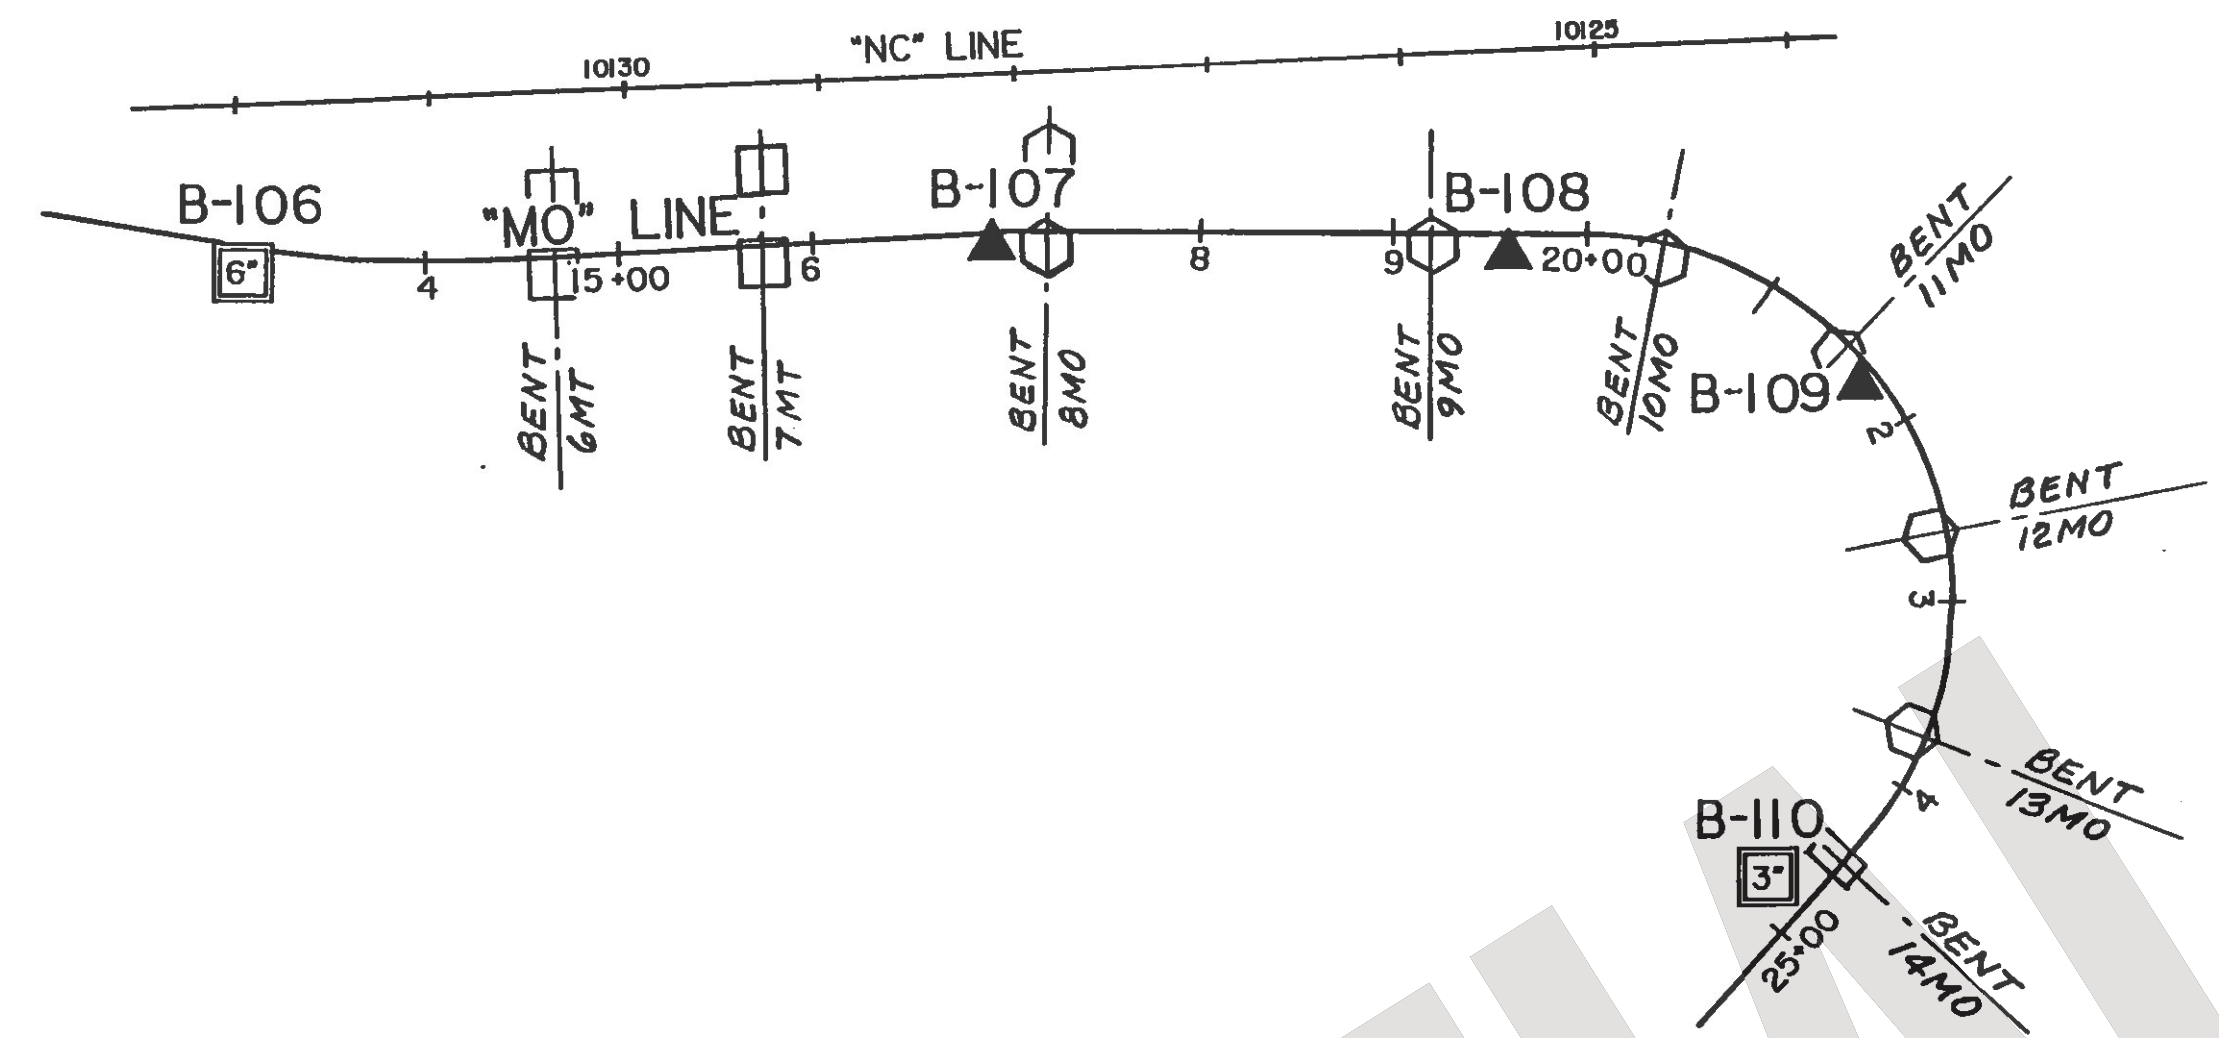 10125
"NC" LINE
10130
B-106
"MO" LINE
B-107
B-108
6"
4
15+00
6
8
9
20+00
BENT
6MT
BENT
7MT
BENT
8MO
BENT
9MO
BENT
10MO
BENT
11MO
B-109
2
BENT
12MO
3
BENT
13MO
4
B-110
3"
25+00
BENT
14MO